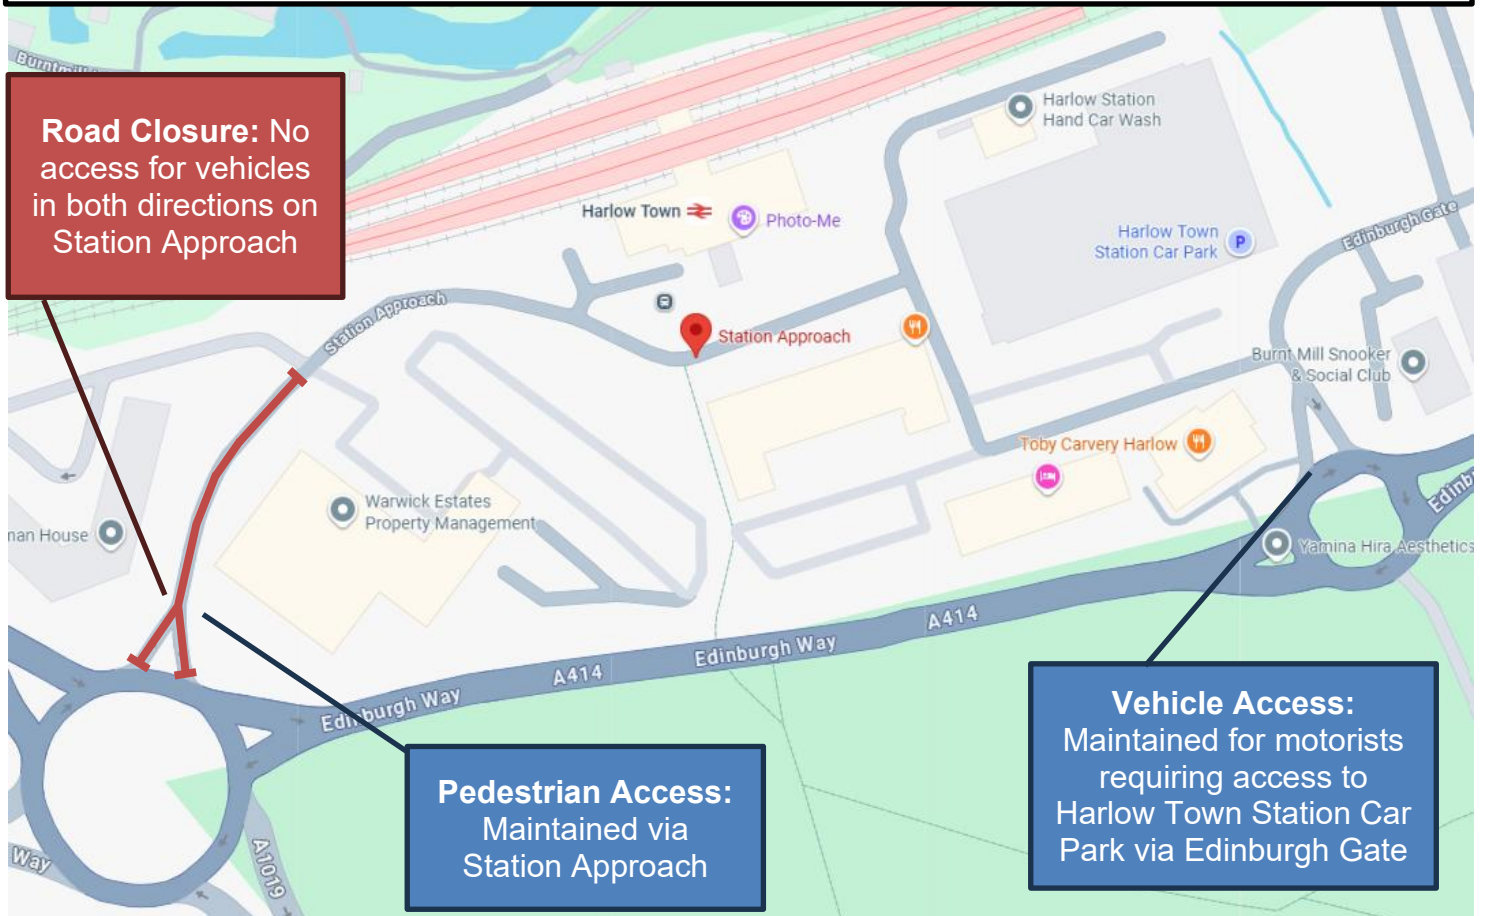 Road Closure: No
access for vehicles
in both directions on
Station Approach
Harlow Station
Hand Car Wash
Harlow Town
Photo-Me
Harlow Town
Station Car Park
P
Edinburgh Gate
Station Approach
Station Approach
Burnt Mill Snooker
& Social Club
Toby Carvery Harlow
Warwick Estates
Property Management
man House
Yamina Hira Aesthetics
A414
Edinburgh Way
A414
Edinburgh Way
Way
A1019
Pedestrian Access:
Maintained via
Station Approach
Vehicle Access:
Maintained for motorists
requiring access to
Harlow Town Station Car
Park via Edinburgh Gate